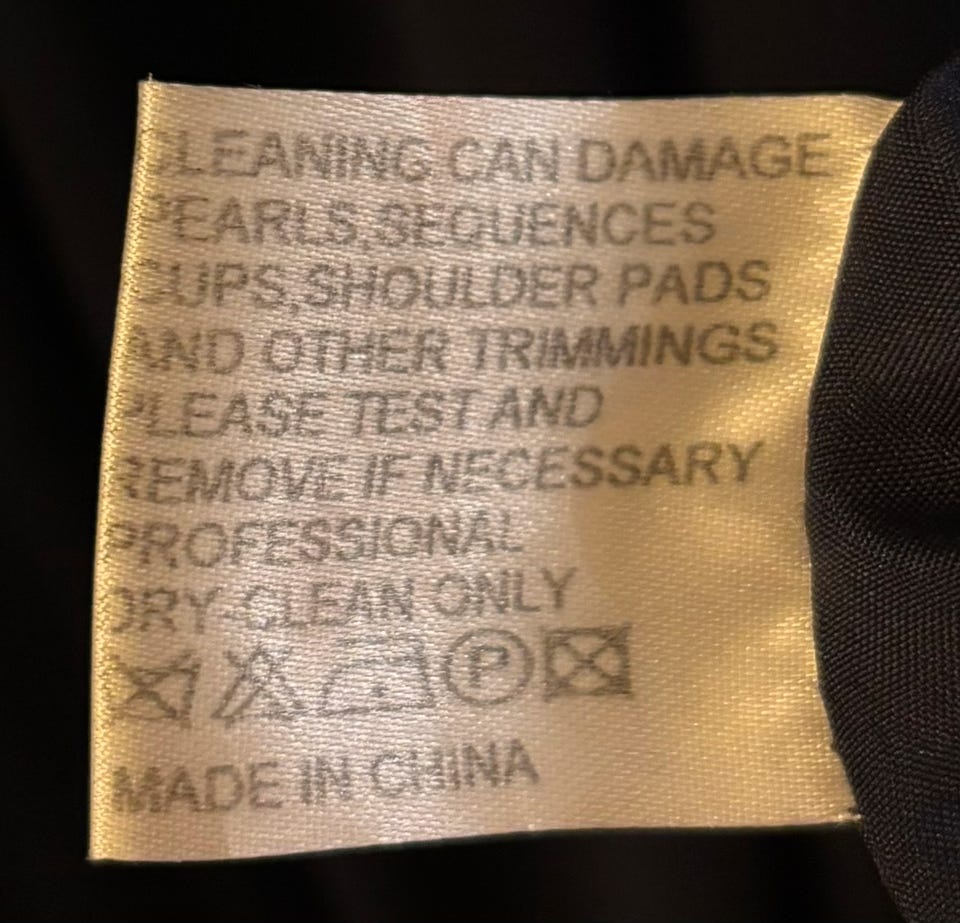 CLEANING CAN DAMAGE
PEARLS,SEQUENCES
CUPS,SHOULDER PADS
AND OTHER TRIMMINGS
PLEASE TEST AND
REMOVE IF NECESSARY
PROFESSIONAL
DRY-CLEAN ONLY
P
MADE IN CHINA